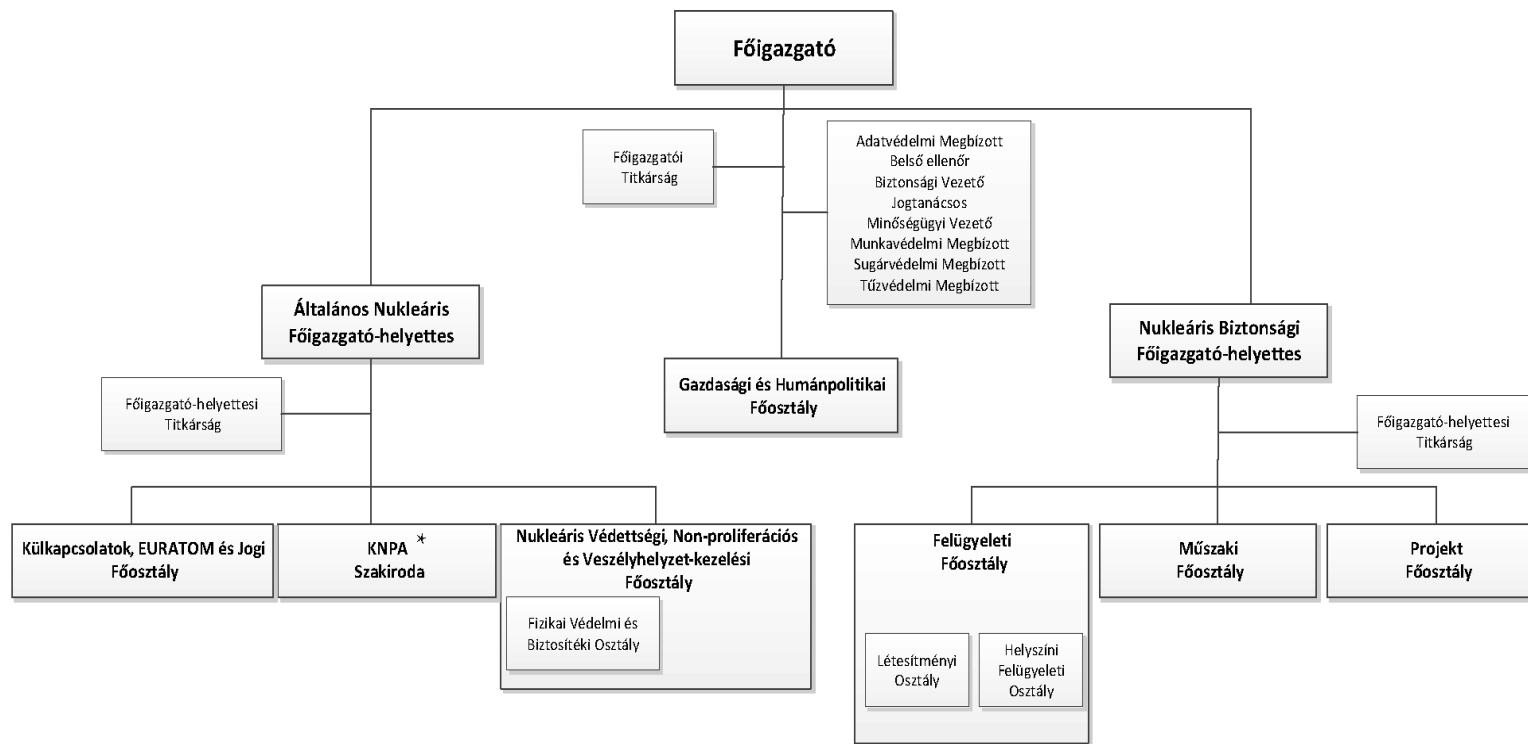 Főigazgató
Főigazgatói
Titkárság
Adatvédelmi Megbízott
Belső ellenőr
Biztonsági Vezető
Jogtanácsos
Minőségügyi Vezető
Munkavédelmi Megbízott
Sugárvédelmi Megbízott
Tűzvédelmi Megbízott
Általános Nukleáris
Főigazgató-helyettes
Nukleáris Biztonsági
Főigazgató-helyettes
Gazdasági és Humánpolitikai
Főosztály
Főigazgató-helyettesi
Titkárság
Főigazgató-helyettesi
Titkárság
Külkapcsolatok, EURATOM és Jogi
Főosztály
KNPA *
Szakiroda
Nukleáris Védettségi, Non-proliferációs
és Veszélyhelyzet-kezelési
Főosztály
Fizikai Védelmi és
Biztosítéki Osztály
Felügyeleti
Főosztály
Létesítményi
Osztály
Helyszíni
Felügyeleti
Osztály
Műszaki
Főosztály
Projekt
Főosztály